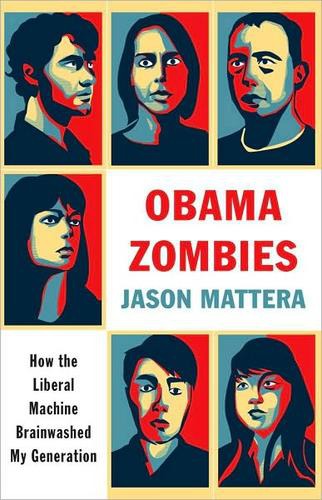 OBAMA
ZOMBIES
JASON MATTERA
How the
Liberal
Machine
Brainwashed
My Generation